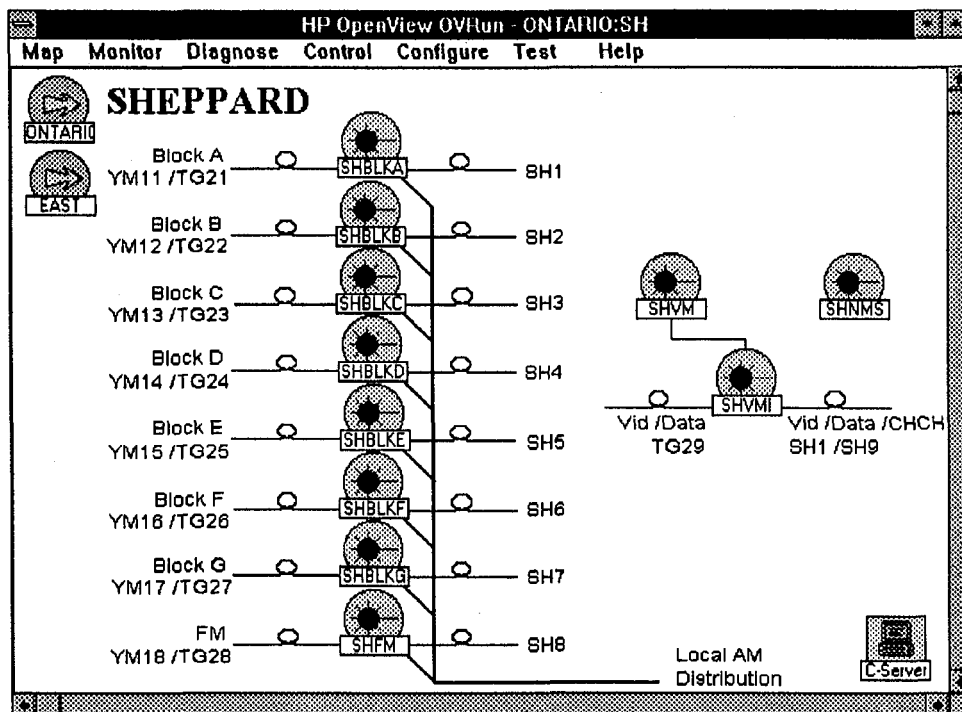 HP OpenView OVRun - ONTARIO:SH
Map Monitor Diagnose Control Configure Test Help
ONTARIO
SHEPPARD
EAST
Block A
YM11 /TG21
SHBLKA
SH1
Block B
YM12 /TG22
SHBLKB
SH2
Block C
YM13 /TG23
SHBLKC
SH3
Block D
YM14 /TG24
SHBLKD
SH4
Block E
YM15 /TG25
SHBLKE
SH5
Block F
YM16 /TG26
SHBLKF
SH6
Block G
YM17 /TG27
SHBLKG
SH7
FM
YM18 /TG28
SHFM
SH8
SHVM
SHNMS
SHVMI
Vid /Data
TG29
Vid /Data /CHCH
SH1 /SH9
Local AM
Distribution
C-Server